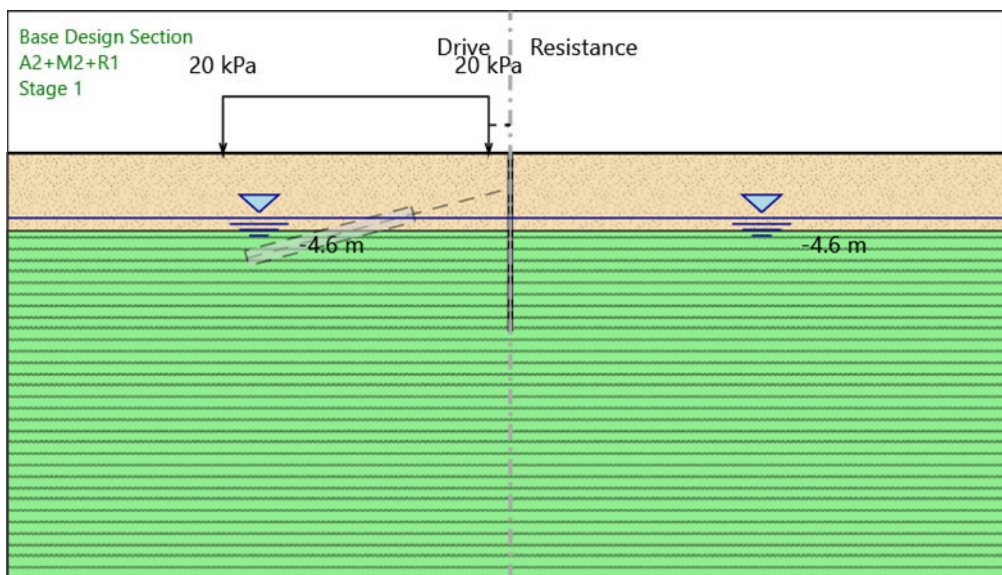 Base Design Section
A2+M2+R1
Stage 1
Drive
Resistance
20 kPa
20 kPa
-4.6 m
-4.6 m